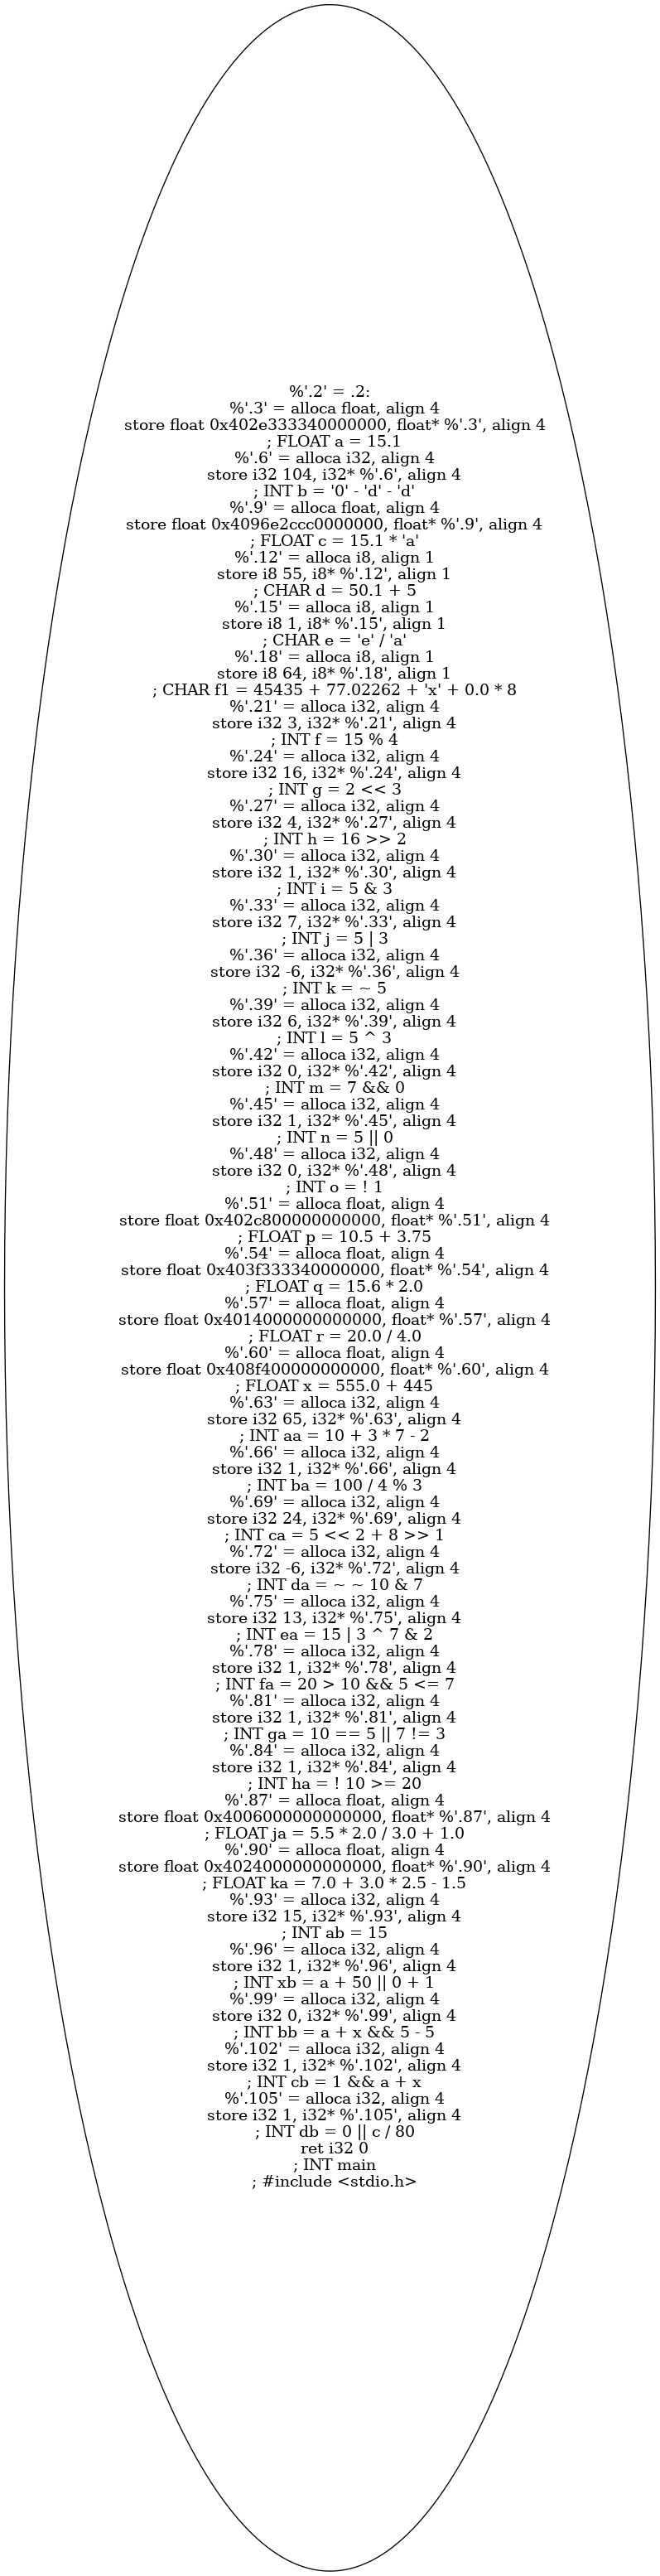 %'.2' = .2:
%'.3' = alloca float, align 4
store float 0x402e333340000000, float* %'.3', align 4
; FLOAT a = 15.1
%'.6' = alloca i32, align 4
store i32 104, i32* %'.6', align 4
; INT b = '0' - 'd' - 'd'
%'.9' = alloca float, align 4
store float 0x4096e2ccc0000000, float* %'.9', align 4
; FLOAT c = 15.1 * 'a'
%'.12' = alloca i8, align 1
store i8 55, i8* %'.12', align 1
; CHAR d = 50.1 + 5
%'.15' = alloca i8, align 1
store i8 1, i8* %'.15', align 1
; CHAR e = 'e' / 'a'
%'.18' = alloca i8, align 1
store i8 64, i8* %'.18', align 1
; CHAR f1 = 45435 + 77.02262 + 'x' + 0.0 * 8
%'.21' = alloca i32, align 4
store i32 3, i32* %'.21', align 4
; INT f = 15 % 4
%'.24' = alloca i32, align 4
store i32 16, i32* %'.24', align 4
; INT g = 2 << 3
%'.27' = alloca i32, align 4
store i32 4, i32* %'.27', align 4
; INT h = 16 >> 2
%'.30' = alloca i32, align 4
store i32 1, i32* %'.30', align 4
; INT i = 5 & 3
%'.33' = alloca i32, align 4
store i32 7, i32* %'.33', align 4
; INT j = 5 | 3
%'.36' = alloca i32, align 4
store i32 -6, i32* %'.36', align 4
; INT k = ~ 5
%'.39' = alloca i32, align 4
store i32 6, i32* %'.39', align 4
; INT l = 5 ^ 3
%'.42' = alloca i32, align 4
store i32 0, i32* %'.42', align 4
; INT m = 7 && 0
%'.45' = alloca i32, align 4
store i32 1, i32* %'.45', align 4
; INT n = 5 || 0
%'.48' = alloca i32, align 4
store i32 0, i32* %'.48', align 4
; INT o = ! 1
%'.51' = alloca float, align 4
store float 0x402c800000000000, float* %'.51', align 4
; FLOAT p = 10.5 + 3.75
%'.54' = alloca float, align 4
store float 0x403f333340000000, float* %'.54', align 4
; FLOAT q = 15.6 * 2.0
%'.57' = alloca float, align 4
store float 0x4014000000000000, float* %'.57', align 4
; FLOAT r = 20.0 / 4.0
%'.60' = alloca float, align 4
store float 0x408f400000000000, float* %'.60', align 4
; FLOAT x = 555.0 + 445
%'.63' = alloca i32, align 4
store i32 65, i32* %'.63', align 4
; INT aa = 10 + 3 * 7 - 2
%'.66' = alloca i32, align 4
store i32 1, i32* %'.66', align 4
; INT ba = 100 / 4 % 3
%'.69' = alloca i32, align 4
store i32 24, i32* %'.69', align 4
; INT ca = 5 << 2 + 8 >> 1
%'.72' = alloca i32, align 4
store i32 -6, i32* %'.72', align 4
; INT da = ~ ~ 10 & 7
%'.75' = alloca i32, align 4
store i32 13, i32* %'.75', align 4
; INT ea = 15 | 3 ^ 7 & 2
%'.78' = alloca i32, align 4
store i32 1, i32* %'.78', align 4
; INT fa = 20 > 10 && 5 <= 7
%'.81' = alloca i32, align 4
store i32 1, i32* %'.81', align 4
; INT ga = 10 == 5 || 7 != 3
%'.84' = alloca i32, align 4
store i32 1, i32* %'.84', align 4
; INT ha = ! 10 >= 20
%'.87' = alloca float, align 4
store float 0x4006000000000000, float* %'.87', align 4
; FLOAT ja = 5.5 * 2.0 / 3.0 + 1.0
%'.90' = alloca float, align 4
store float 0x4024000000000000, float* %'.90', align 4
; FLOAT ka = 7.0 + 3.0 * 2.5 - 1.5
%'.93' = alloca i32, align 4
store i32 15, i32* %'.93', align 4
; INT ab = 15
%'.96' = alloca i32, align 4
store i32 1, i32* %'.96', align 4
; INT xb = a + 50 || 0 + 1
%'.99' = alloca i32, align 4
store i32 0, i32* %'.99', align 4
; INT bb = a + x && 5 - 5
%'.102' = alloca i32, align 4
store i32 1, i32* %'.102', align 4
; INT cb = 1 && a + x
%'.105' = alloca i32, align 4
store i32 1, i32* %'.105', align 4
; INT db = 0 || c / 80
ret i32 0
; INT main
; #include <stdio.h>